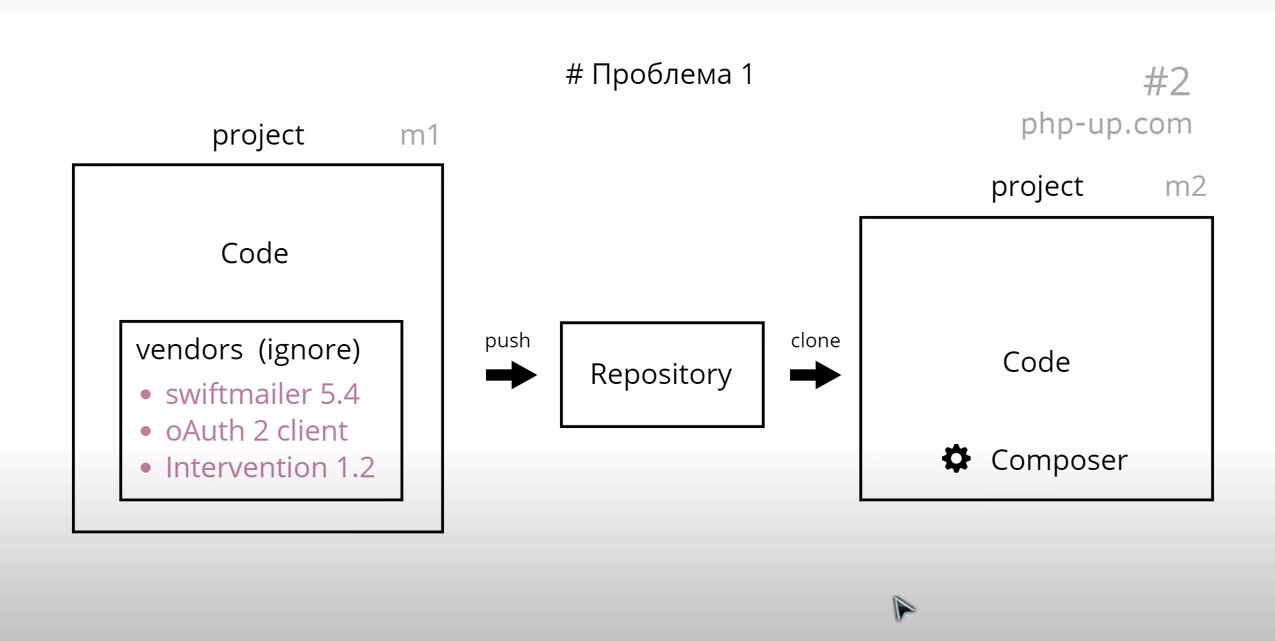 # Проблема 1
#2
php-up.com
project m1
Code
vendors (ignore)
• swiftmailer 5.4
• oAuth 2 client
• Intervention 1.2
push
Repository
clone
project m2
Code
Composer